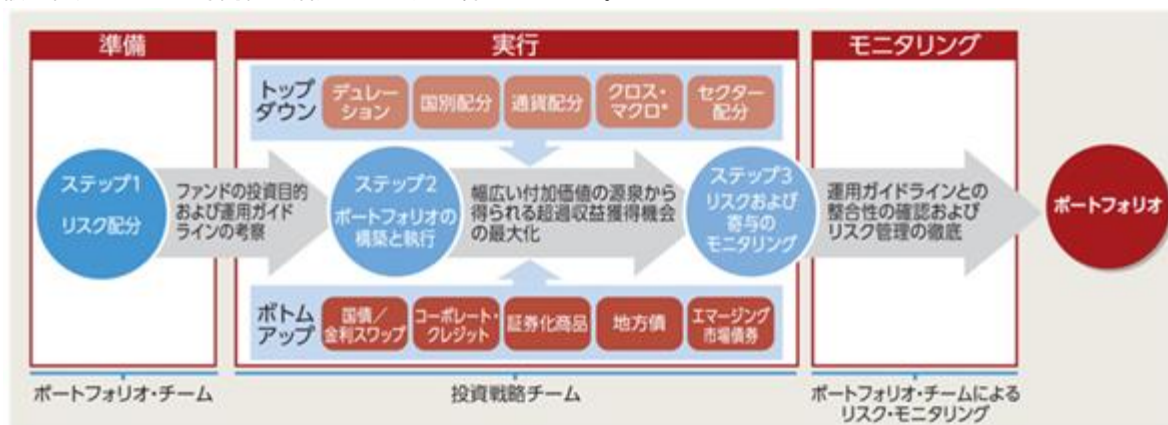 準備
実行
モニタリング
トップ
ダウン
デュレー
ション
国別配分
通貨配分
クロス・
マクロ*
セクター
配分
ステップ1
リスク配分
ファンドの投資目的
および運用ガイド
ラインの考察
ステップ2
ポートフォリオの
構築と執行
幅広い付加価値の源泉から
得られる超過収益獲得機会
の最大化
ステップ3
リスクおよび
寄与の
モニタリング
運用ガイドラインとの
整合性の確認および
リスク管理の徹底
ポートフォリオ
ボトム
アップ
国債／
金利スワップ
コーポレート・
クレジット
証券化商品
地方債
エマージング
市場債券
ポートフォリオ・チーム
投資戦略チーム
ポートフォリオ・チームによる
リスク・モニタリング